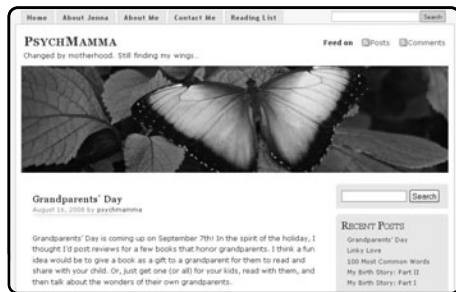 Home About Jenna About Me Contact Me Reading List Search
PsychMamma
Changed by motherhood. Still finding my wings...
Feed on Posts Comments
Grandparents' Day
August 16, 2008 by psychmamma
Grandparents' Day is coming up on September 7th! In the spirit of the holiday, I
thought I'd post reviews for a few books that honor grandparents. I think a fun
idea would be to give a book as a gift to a grandparent for them to read and
share with your child. Or, just get one (or all) for your kids, read with them, and
then talk about the wonders of their own grandparents.
Search
Recent Posts
Grandparents' Day
Linky Love
100 Most Common Words
My Birth Story: Part II
My Birth Story: Part I